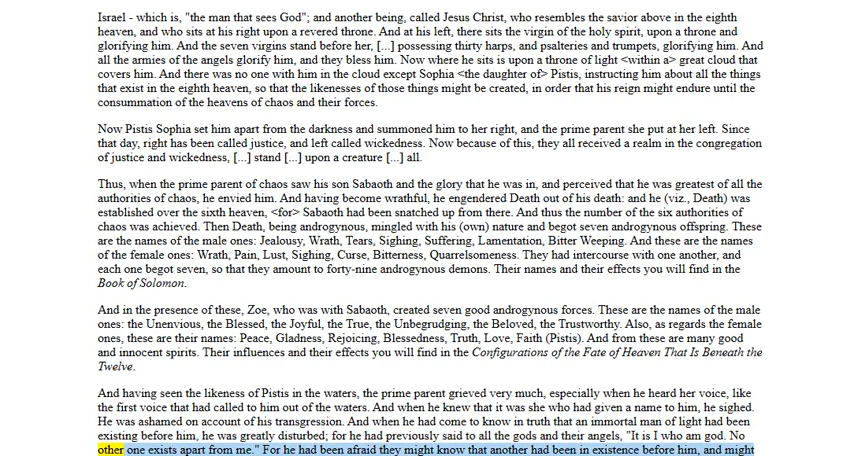 Israel - which is, "the man that sees God"; and another being, called Jesus Christ, who resembles the savior above in the eighth
heaven, and who sits at his right upon a revered throne. And at his left, there sits the virgin of the holy spirit, upon a throne and
glorifying him. And the seven virgins stand before her, [...] possessing thirty harps, and psalteries and trumpets, glorifying him. And
all the armies of the angels glorify him, and they bless him. Now where he sits is upon a throne of light <within a> great cloud that
covers him. And there was no one with him in the cloud except Sophia <the daughter of> Pistis, instructing him about all the things
that exist in the eighth heaven, so that the likenesses of those things might be created, in order that his reign might endure until the
consummation of the heavens of chaos and their forces.
Now Pistis Sophia set him apart from the darkness and summoned him to her right, and the prime parent she put at her left. Since
that day, right has been called justice, and left called wickedness. Now because of this, they all received a realm in the congregation
of justice and wickedness, [...] stand [...] upon a creature [...] all.
Thus, when the prime parent of chaos saw his son Sabaoth and the glory that he was in, and perceived that he was greatest of all the
authorities of chaos, he envied him. And having become wrathful, he engendered Death out of his death: and he (viz., Death) was
established over the sixth heaven, <for> Sabaoth had been snatched up from there. And thus the number of the six authorities of
chaos was achieved. Then Death, being androgynous, mingled with his (own) nature and begot seven androgynous offspring. These
are the names of the male ones: Jealousy, Wrath, Tears, Sighing, Suffering, Lamentation, Bitter Weeping. And these are the names
of the female ones: Wrath, Pain, Lust, Sighing, Curse, Bitterness, Quarrelsomeness. They had intercourse with one another, and
each one begot seven, so that they amount to forty-nine androgynous demons. Their names and their effects you will find in the
Book of Solomon.
And in the presence of these, Zoe, who was with Sabaoth, created seven good androgynous forces. These are the names of the male
ones: the Unenvious, the Blessed, the Joyful, the True, the Unbegrudging, the Beloved, the Trustworthy. Also, as regards the female
ones, these are their names: Peace, Gladness, Rejoicing, Blessedness, Truth, Love, Faith (Pistis). And from these are many good
and innocent spirits. Their influences and their effects you will find in the Configurations of the Fate of Heaven That Is Beneath the
Twelve.
And having seen the likeness of Pistis in the waters, the prime parent grieved very much, especially when he heard her voice, like
the first voice that had called to him out of the waters. And when he knew that it was she who had given a name to him, he sighed.
He was ashamed on account of his transgression. And when he had come to know in truth that an immortal man of light had been
existing before him, he was greatly disturbed; for he had previously said to all the gods and their angels, "It is I who am god. No
other one exists apart from me." For he had been afraid they might know that another had been in existence before him, and might